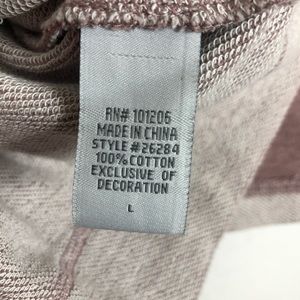 RN# 101206
MADE IN CHINA
STYLE # 26284
100% COTTON
EXCLUSIVE OF
DECORATION
L